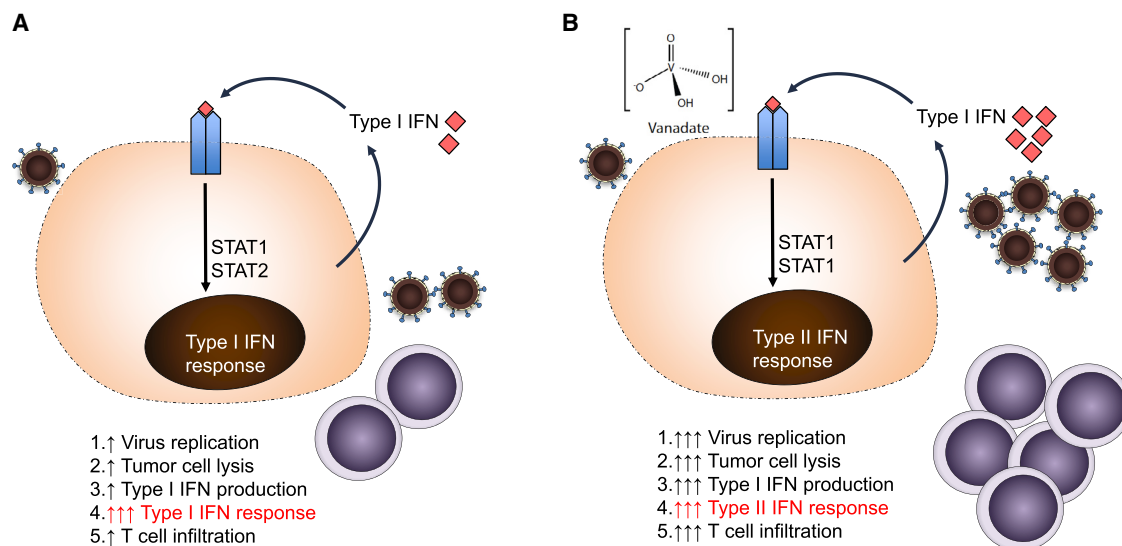 A
Type I IFN
STAT1
STAT2
Type I IFN
response
1.↑ Virus replication
2.↑ Tumor cell lysis
3.↑ Type I IFN production
4.↑↑↑ Type I IFN response
5.↑ T cell infiltration
B
O
V
-O
OH
OH
Vanadate
Type I IFN
STAT1
STAT1
Type II IFN
response
1.↑↑↑ Virus replication
2.↑↑↑ Tumor cell lysis
3.↑↑↑ Type I IFN production
4.↑↑↑ Type II IFN response
5.↑↑↑ T cell infiltration